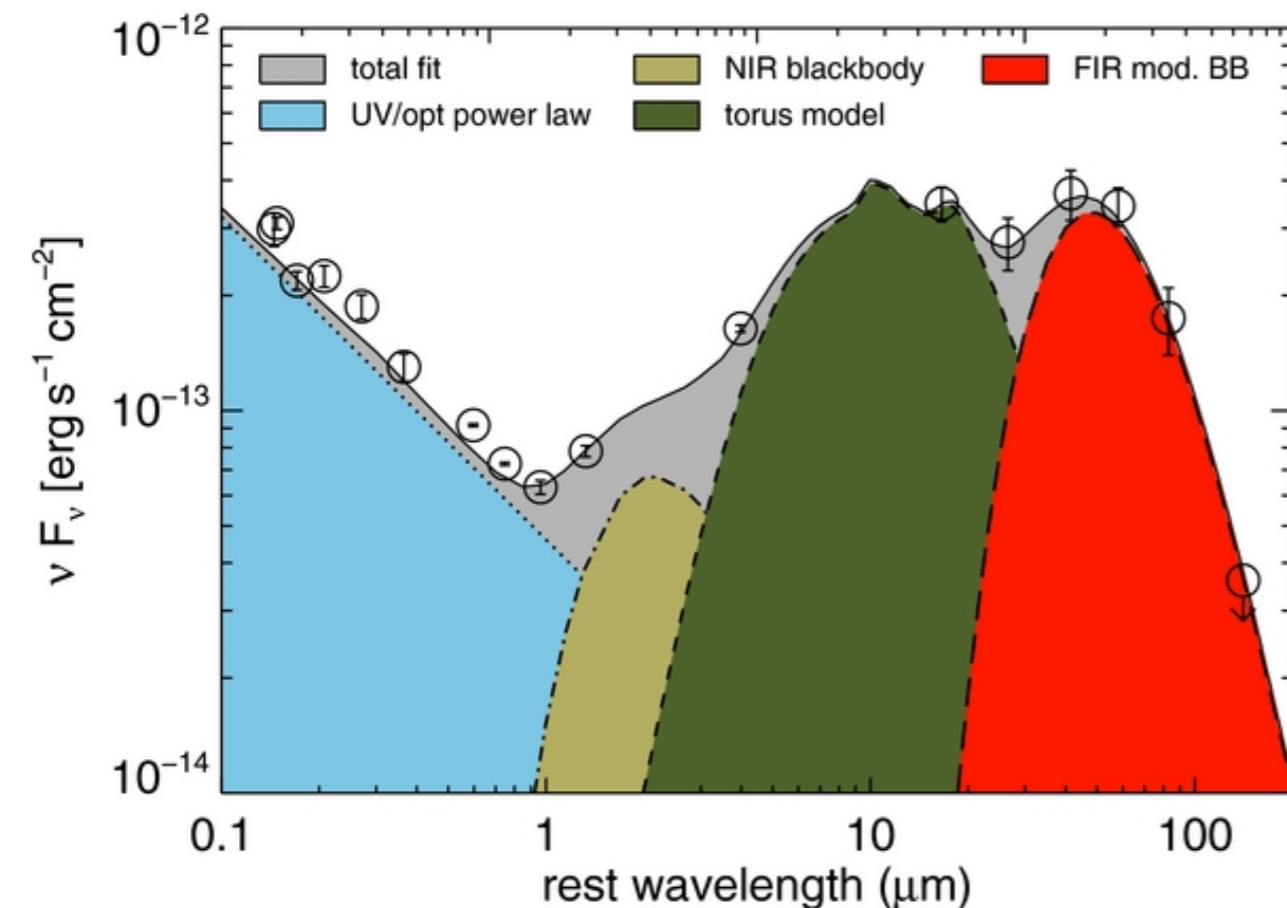 10⁻¹²
total fit NIR blackbody FIR mod. BB
UV/opt power law torus model
ν Fν [erg s⁻¹ cm⁻²]
10⁻¹³
10⁻¹⁴
0.1 1 10 100
rest wavelength (μm)